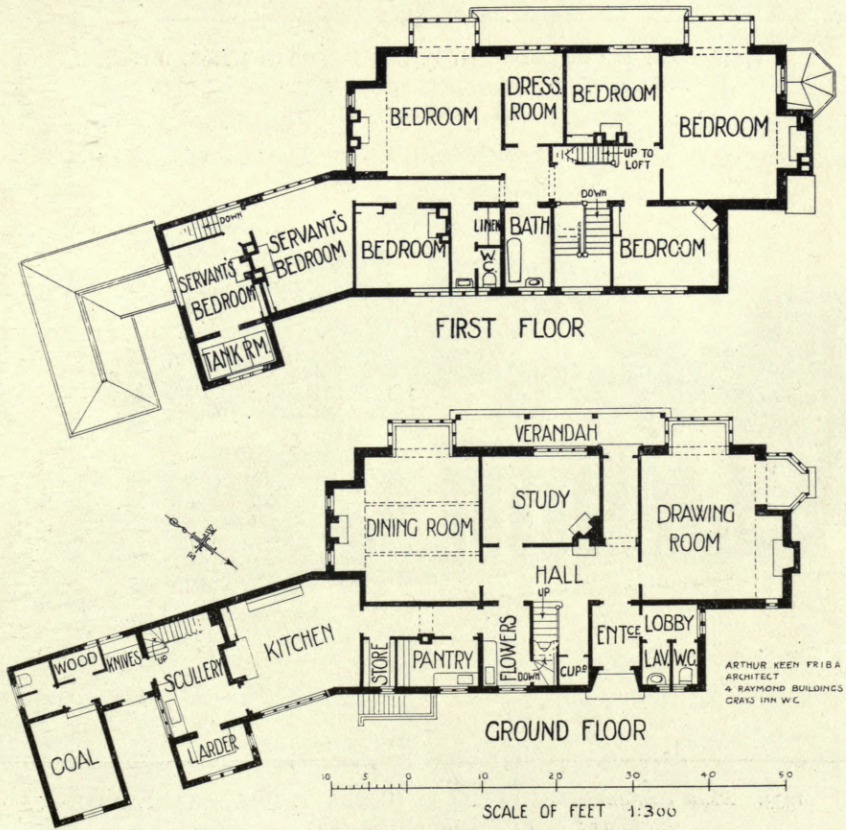 BEDROOM
DRESS.
ROOM
BEDROOM
BEDROOM
UP TO
LOFT
DOWN
DOWN
SERVANT'S
BEDROOM
SERVANT'S
BEDROOM
BEDROOM
LINEN
W.C.
BATH
BEDROOM
TANK RM.
FIRST FLOOR
VERANDAH
DINING ROOM
STUDY
DRAWING
ROOM
HALL
UP
S
W
E
N
KITCHEN
STORE
PANTRY
FLOWERS
DOWN
CUPD
ENTCE
LOBBY
LAV.
W.C.
WOOD
KNIVES
UP
SCULLERY
COAL
LARDER
ARTHUR KEEN FRIBA
ARCHITECT
4 RAYMOND BUILDINGS
GRAYS INN WC
GROUND FLOOR
10 5 0 10 20 30 40 50
SCALE OF FEET 1:300